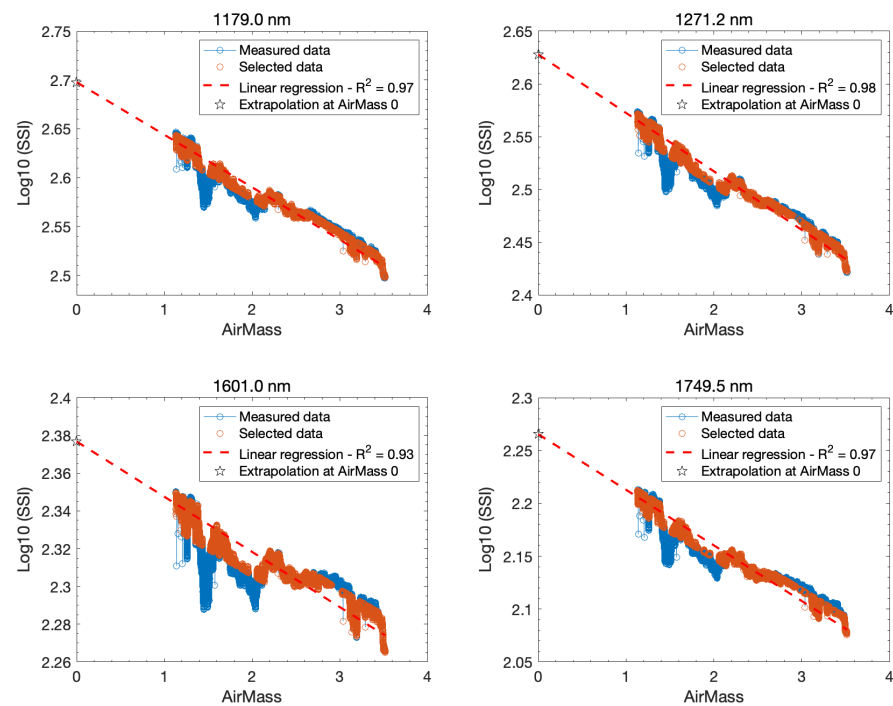 1179.0 nm
2.75
2.7
2.65
2.6
2.55
2.5
Log10 (SSI)
Measured data
Selected data
Linear regression - R² = 0.97
Extrapolation at AirMass 0
0 1 2 3 4
AirMass
1271.2 nm
2.65
2.6
2.55
2.5
2.45
2.4
Log10 (SSI)
Measured data
Selected data
Linear regression - R² = 0.98
Extrapolation at AirMass 0
0 1 2 3 4
AirMass
1601.0 nm
2.4
2.38
2.36
2.34
2.32
2.3
2.28
2.26
Log10 (SSI)
Measured data
Selected data
Linear regression - R² = 0.93
Extrapolation at AirMass 0
0 1 2 3 4
AirMass
1749.5 nm
2.3
2.25
2.2
2.15
2.1
2.05
Log10 (SSI)
Measured data
Selected data
Linear regression - R² = 0.97
Extrapolation at AirMass 0
0 1 2 3 4
AirMass